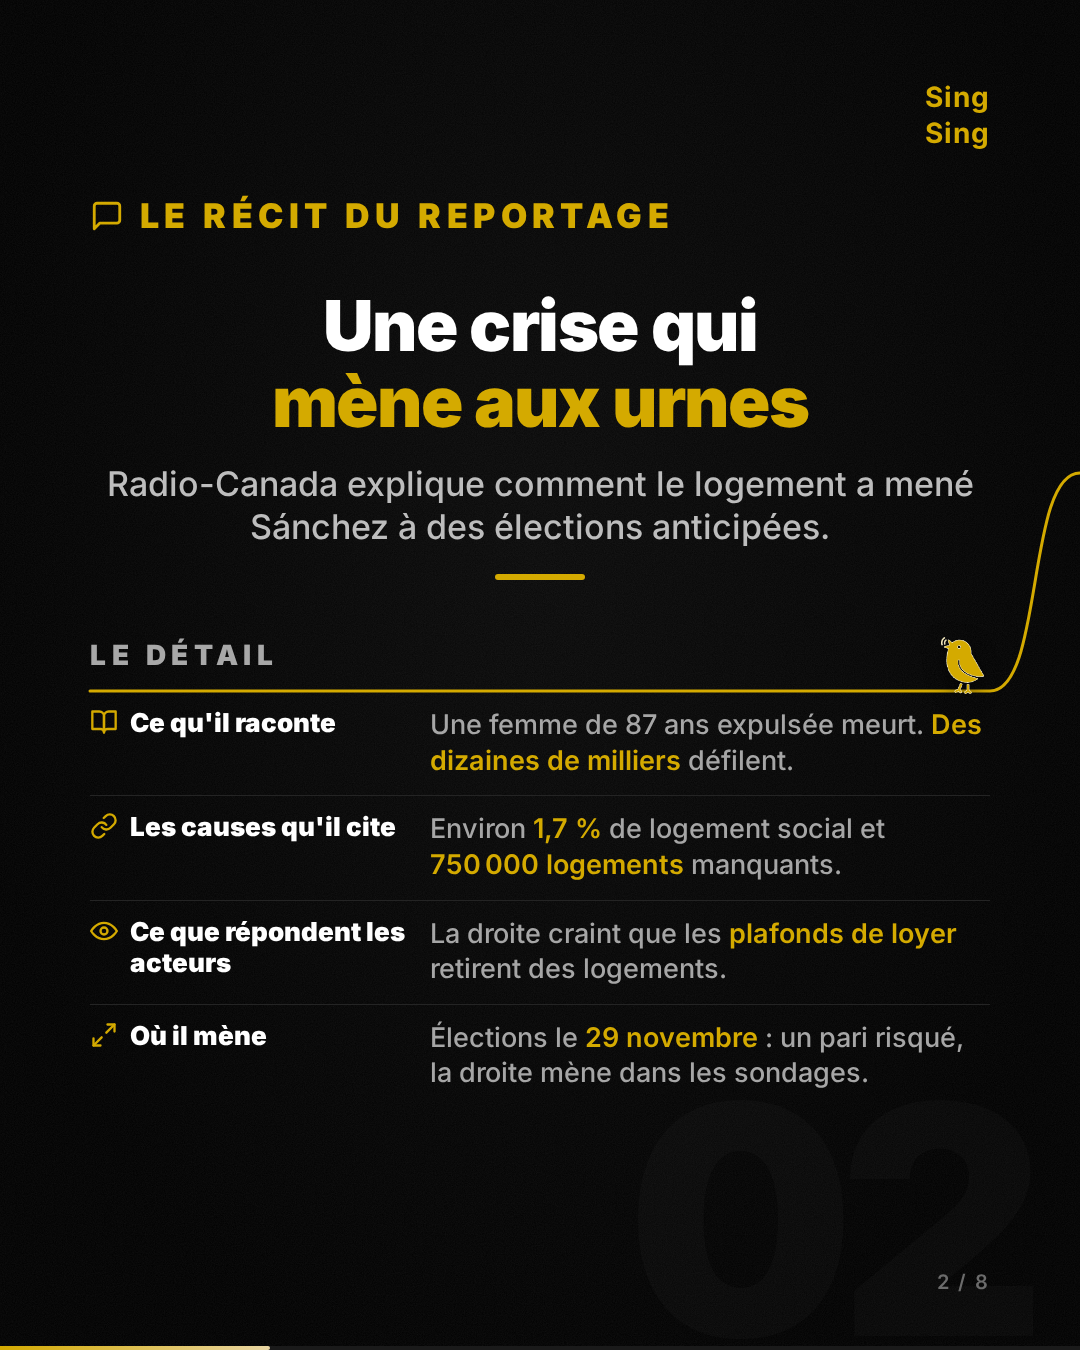 Sing
Sing
LE RÉCIT DU REPORTAGE
Une crise qui
mène aux urnes
Radio-Canada explique comment le logement a mené
Sánchez à des élections anticipées.
LE DÉTAIL
Ce qu'il raconte
Une femme de 87 ans expulsée meurt. Des
dizaines de milliers défilent.
Les causes qu'il cite
Environ 1,7 % de logement social et
750 000 logements manquants.
Ce que répondent les
acteurs
La droite craint que les plafonds de loyer
retirent des logements.
Où il mène
Élections le 29 novembre : un pari risqué,
la droite mène dans les sondages.
02
2 / 8